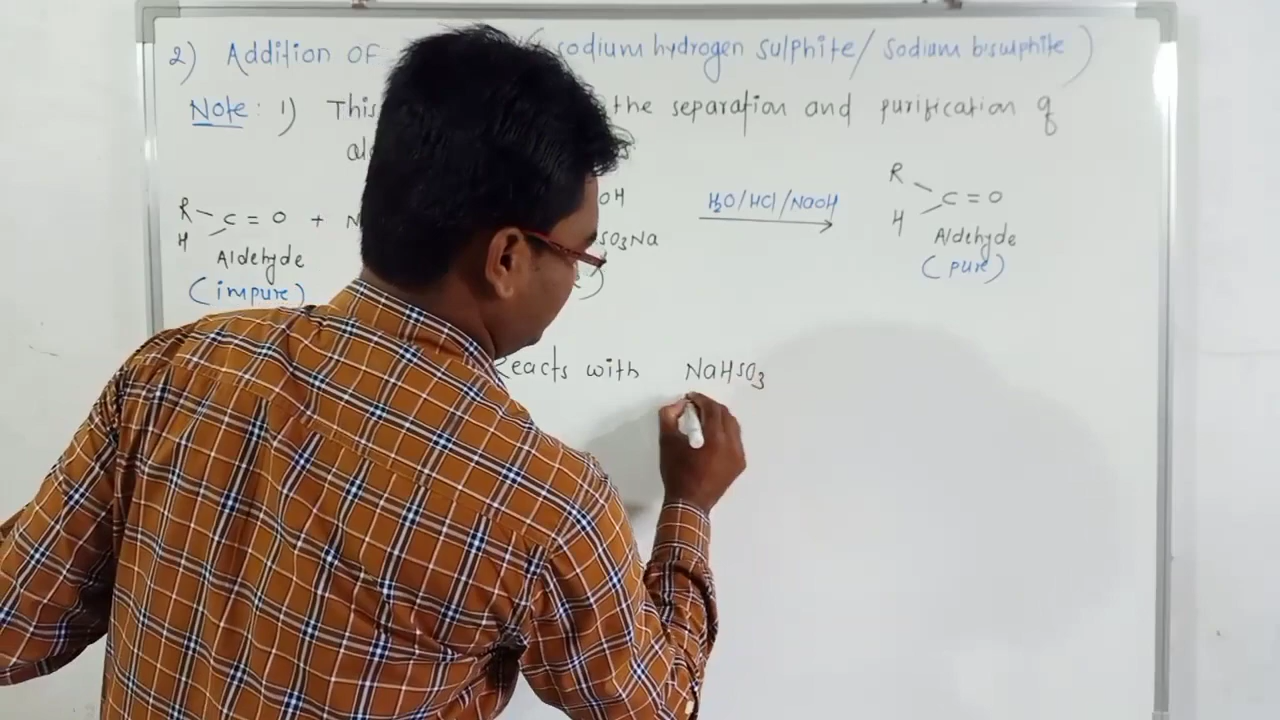 2) Addition of sodium hydrogen sulphite/ sodium bisulphite)
Note: 1) This the separation and purification of
R
R OH H2O/HCl/NaOH C = O
C = O + H
H SO3Na Aldehyde
Aldehyde (pure)
(impure) )
Reacts with NaHSO3